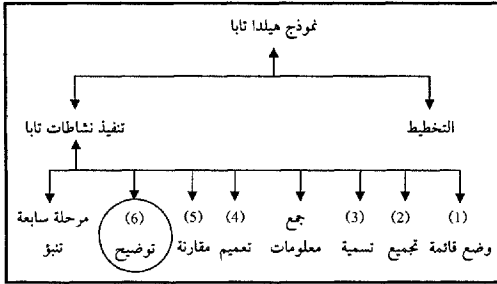 نموذج هيلدا تابا
التخطيط
تنفيذ نشاطات تابا
(1) وضع قائمة
(2) تجميع
(3) تسمية
جمع معلومات
(4) تعميم
(5) مقارنة
(6) توضيح
مرحلة سابعة تنبؤ